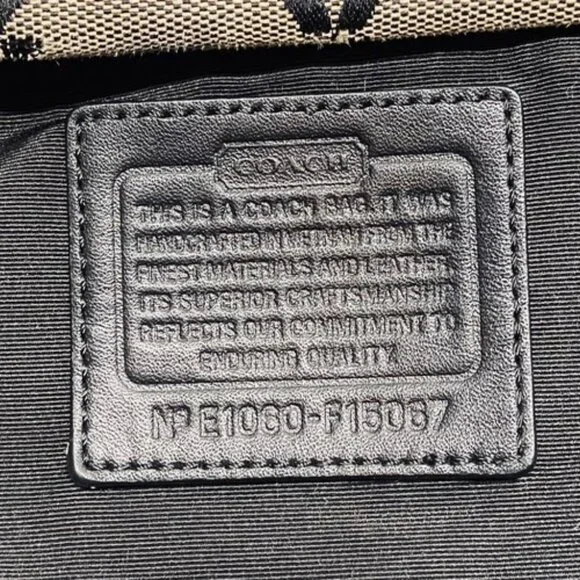 COACH
THIS IS A COACH BAG. IT WAS
HANDCRAFTED IN VIETNAM FROM THE
FINEST MATERIALS AND LEATHER.
ITS SUPERIOR CRAFTSMANSHIP
REFLECTS OUR COMMITMENT TO
ENDURING QUALITY.
Nº E1060-F15067